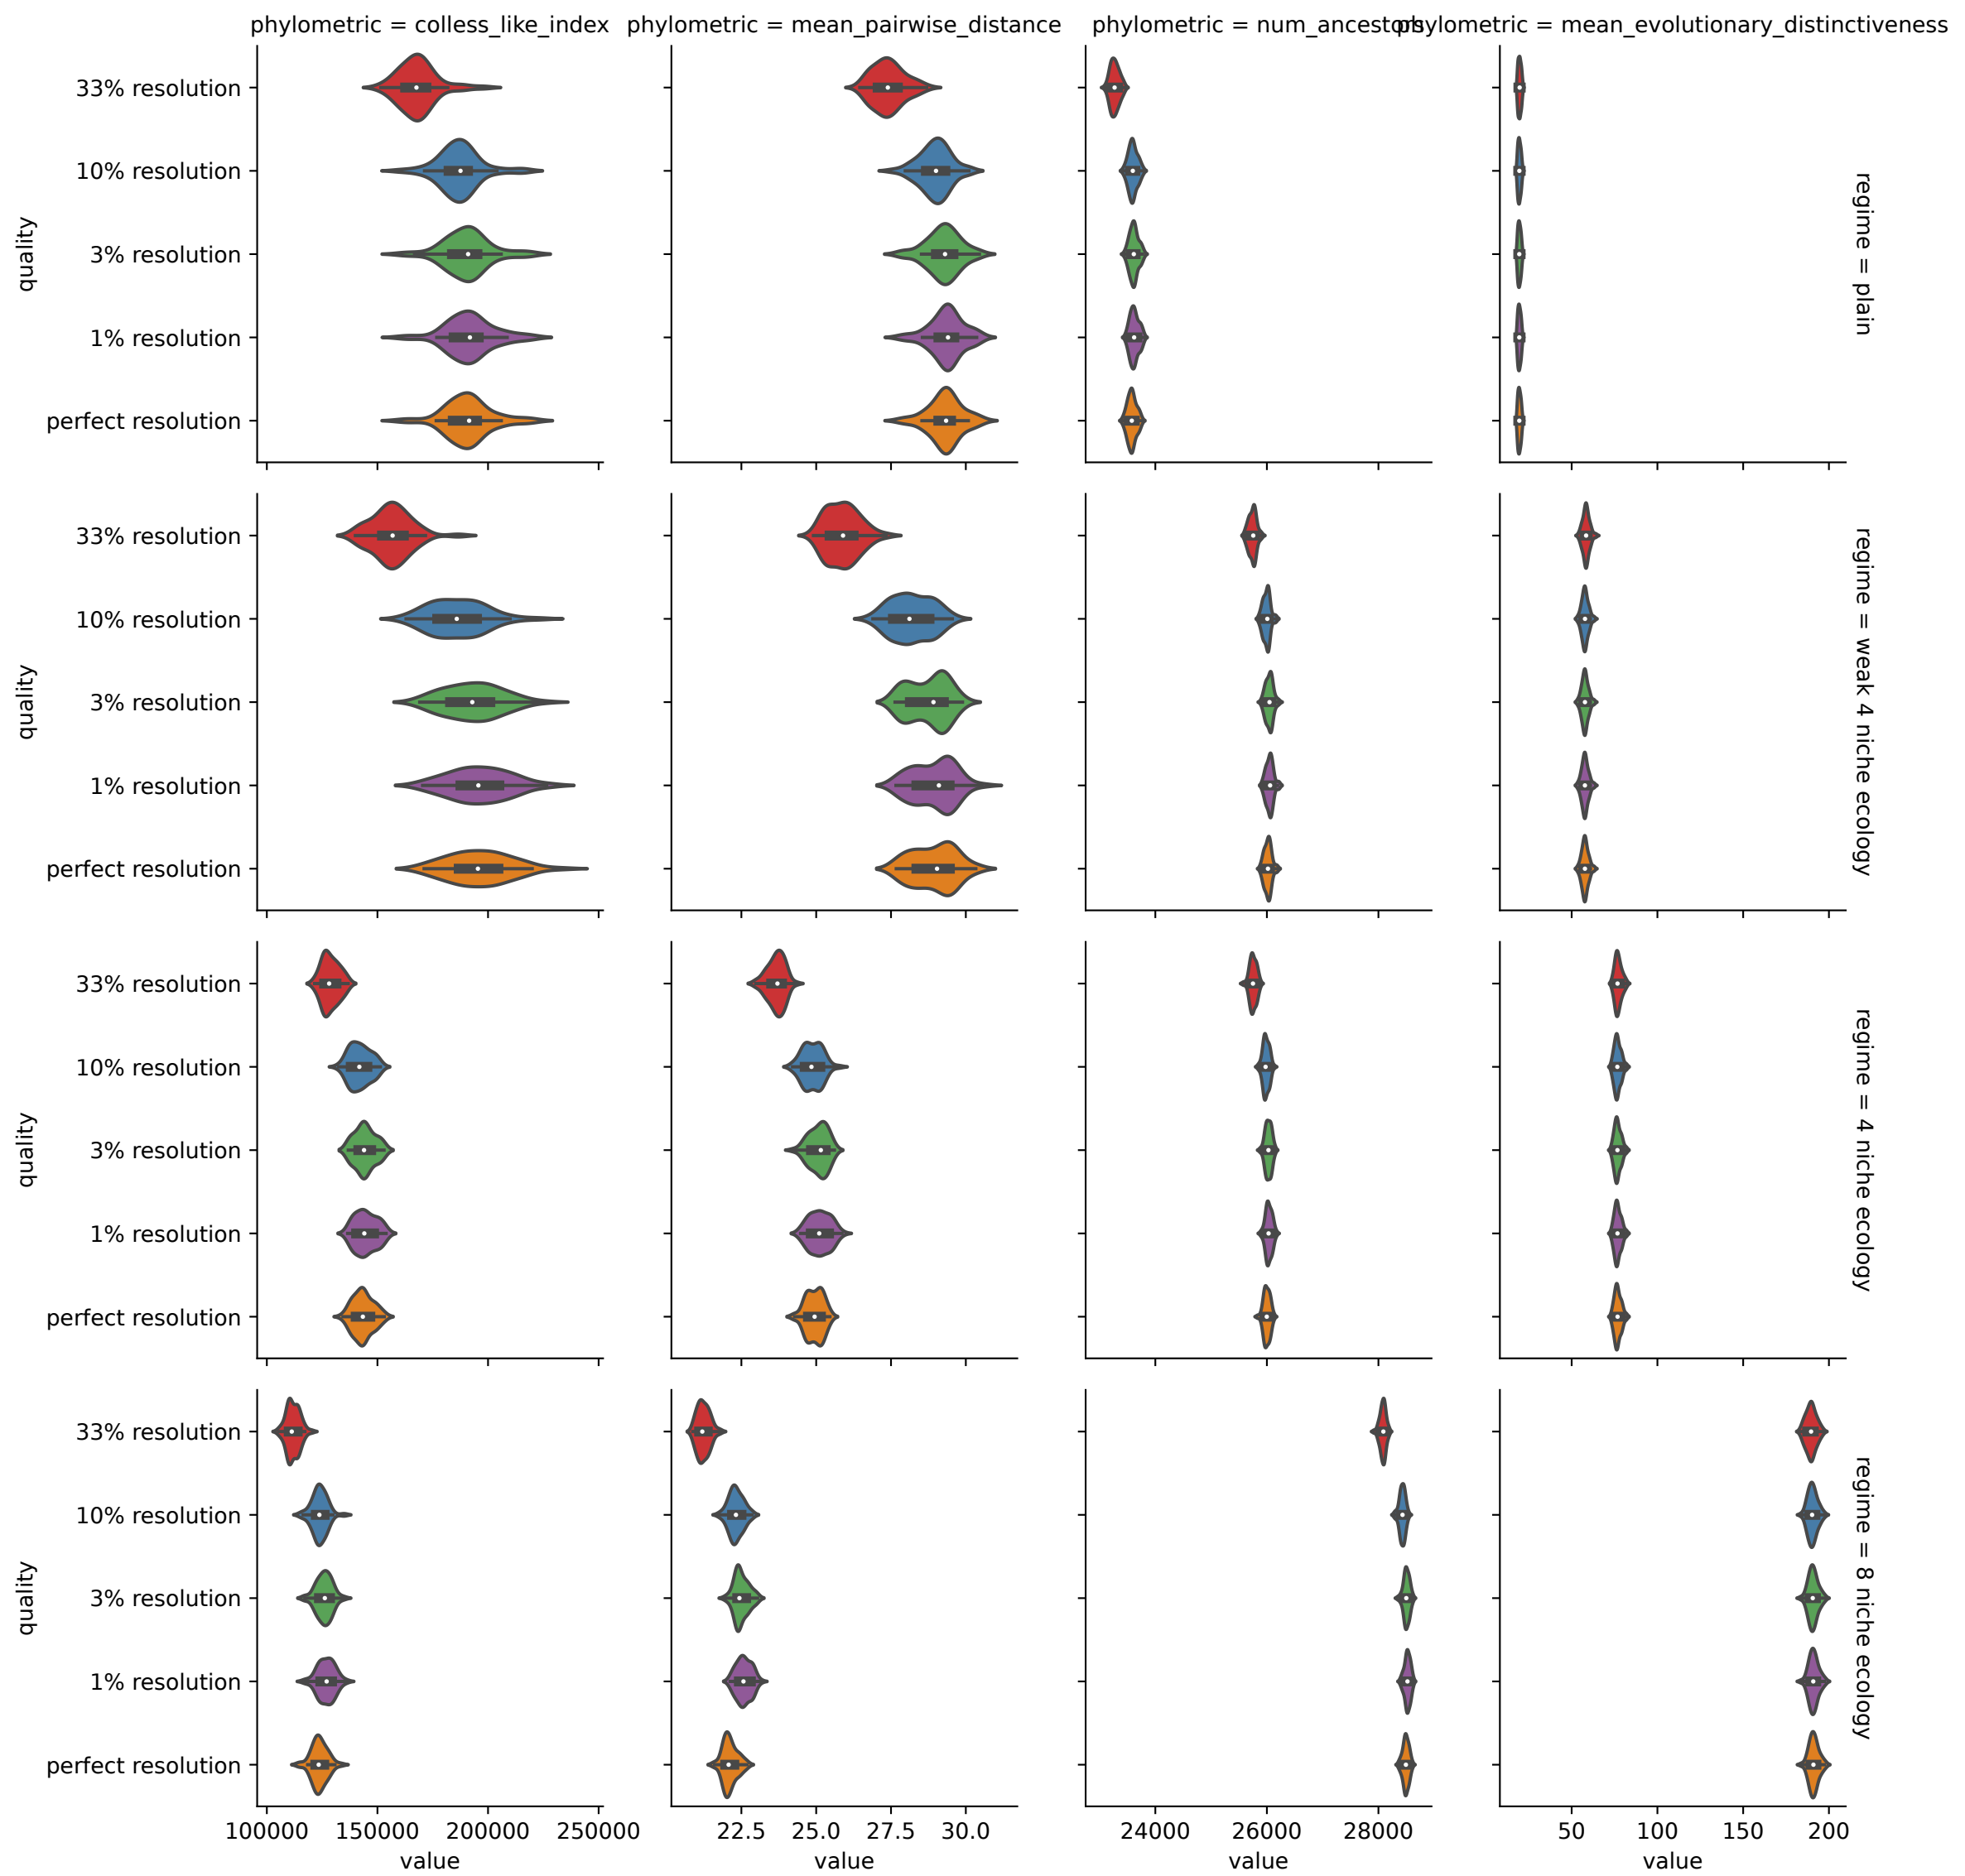 phylometric = colless_like_index
phylometric = mean_pairwise_distance
phylometric = num_ancestors
phylometric = mean_evolutionary_distinctiveness
quality
33% resolution
10% resolution
3% resolution
1% resolution
perfect resolution
regime = plain
quality
33% resolution
10% resolution
3% resolution
1% resolution
perfect resolution
regime = weak 4 niche ecology
quality
33% resolution
10% resolution
3% resolution
1% resolution
perfect resolution
regime = 4 niche ecology
quality
33% resolution
10% resolution
3% resolution
1% resolution
perfect resolution
regime = 8 niche ecology
100000 150000 200000 250000
value
22.5 25.0 27.5 30.0
value
24000 26000 28000
value
50 100 150 200
value